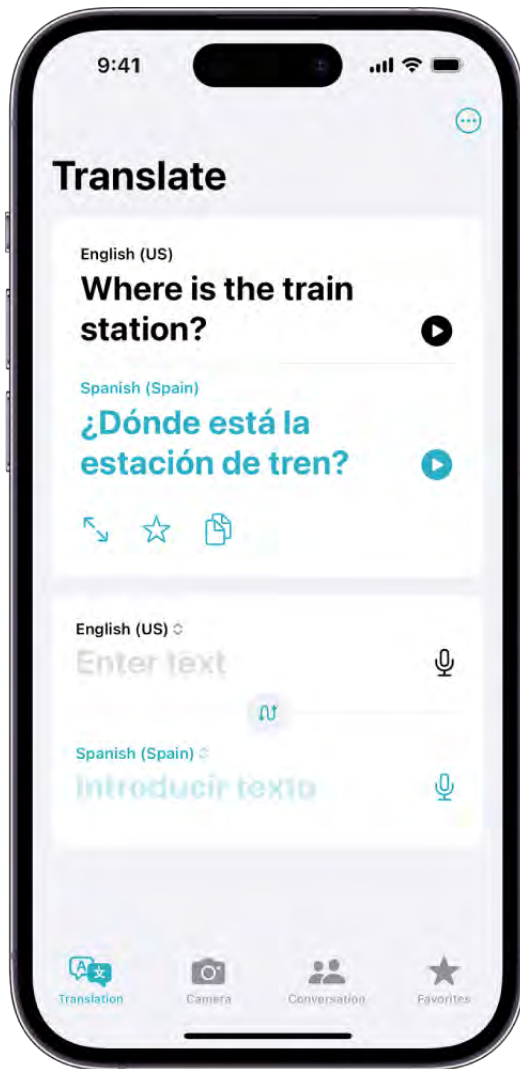 9:41
Translate
English (US)
Where is the train
station?
Spanish (Spain)
¿Dónde está la
estación de tren?
English (US)
Enter text
Spanish (Spain)
Introducir texto
Translation
Camera
Conversation
Favorites